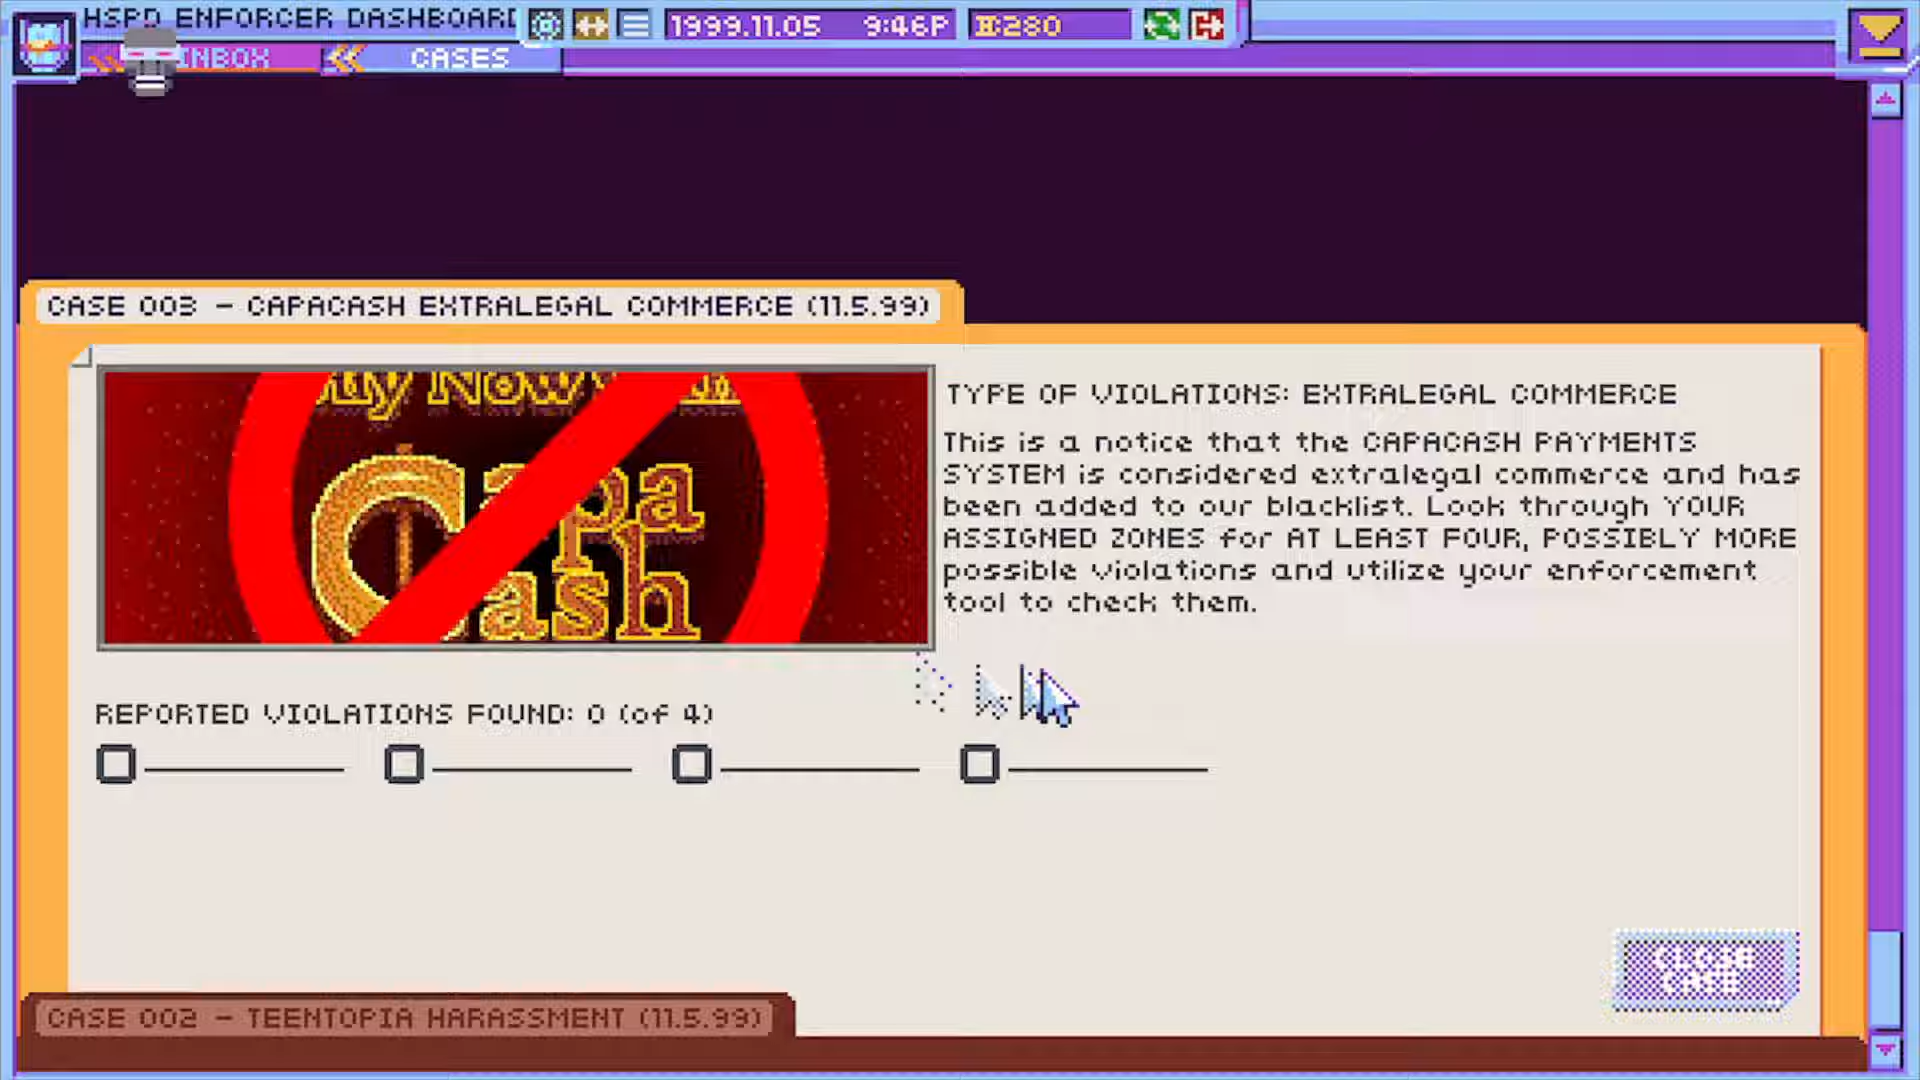 HSPD ENFORCER DASHBOARD
1999.11.05 9:46P
280
INBOX
CASES
CASE 003 - CAPACASH EXTRALEGAL COMMERCE (11.5.99)
Now
Capa
Cash
TYPE OF VIOLATIONS: EXTRALEGAL COMMERCE
This is a notice that the CAPACASH PAYMENTS
SYSTEM is considered extralegal commerce and has
been added to our blacklist. Look through YOUR
ASSIGNED ZONES for AT LEAST FOUR, POSSIBLY MORE
possible violations and utilize your enforcement
tool to check them.
REPORTED VIOLATIONS FOUND: 0 (of 4)
CLOSE
CASE
CASE 002 - TEENTOPIA HARASSMENT (11.5.99)